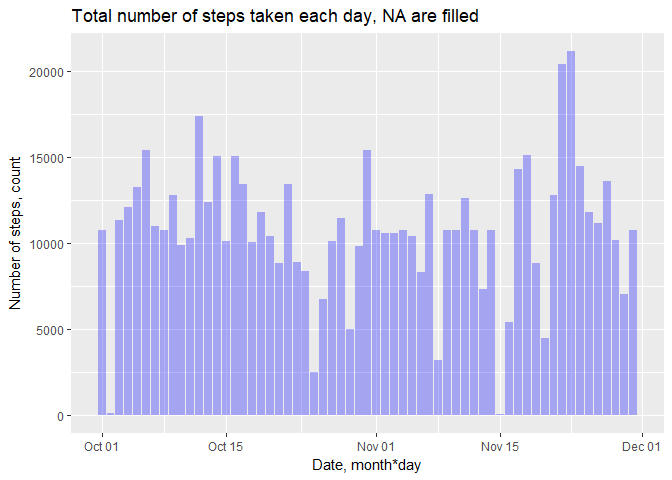 Total number of steps taken each day, NA are filled
20000
15000
10000
5000
0
Number of steps, count
Oct 01 Oct 15 Nov 01 Nov 15 Dec 01
Date, month*day